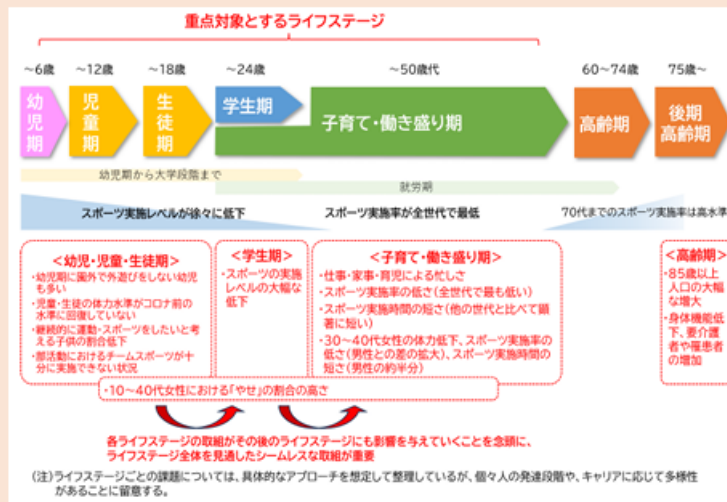 重点対象とするライフステージ
~6歳
~12歳
~18歳
~24歳
~50歳代
60~74歳
75歳~
幼児期
児童期
生徒期
学生期
子育て・働き盛り期
高齢期
後期
高齢期
幼児期から大学段階まで
就労期
スポーツ実施レベルが徐々に低下
スポーツ実施率が全世代で最低
70代までのスポーツ実施率は高水準
<幼児・児童・生徒期>
・幼児期に園外で外遊びをしない幼児
も多い
・児童・生徒の体力水準がコロナ前の
水準に回復していない
・継続的に運動・スポーツをしたいと考
える子供の割合低下
・部活動におけるチームスポーツが十
分に実施できない状況
<学生期>
・スポーツの実施
レベルの大幅な
低下
<子育て・働き盛り期>
・仕事・家事・育児による忙しさ
・スポーツ実施率の低さ(全世代で最も低い)
・スポーツ実施時間の短さ(他の世代と比べて顕
著に短い)
・30~40代女性の体力低下、スポーツ実施率の
低さ(男性との差の拡大)、スポーツ実施時間の
短さ(男性の約半分)
<高齢期>
・85歳以上
人口の大幅
な増大
・身体機能低
下、要介護
者や罹患者
の増加
・10~40代女性における「やせ」の割合の高さ
各ライフステージの取組がその後のライフステージにも影響を与えていくことを念頭に、
ライフステージ全体を見通したシームレスな取組が重要
(注)ライフステージごとの課題については、具体的なアプローチを想定して整理しているが、個々人の発達段階や、キャリアに応じて多様性
があることに留意する。